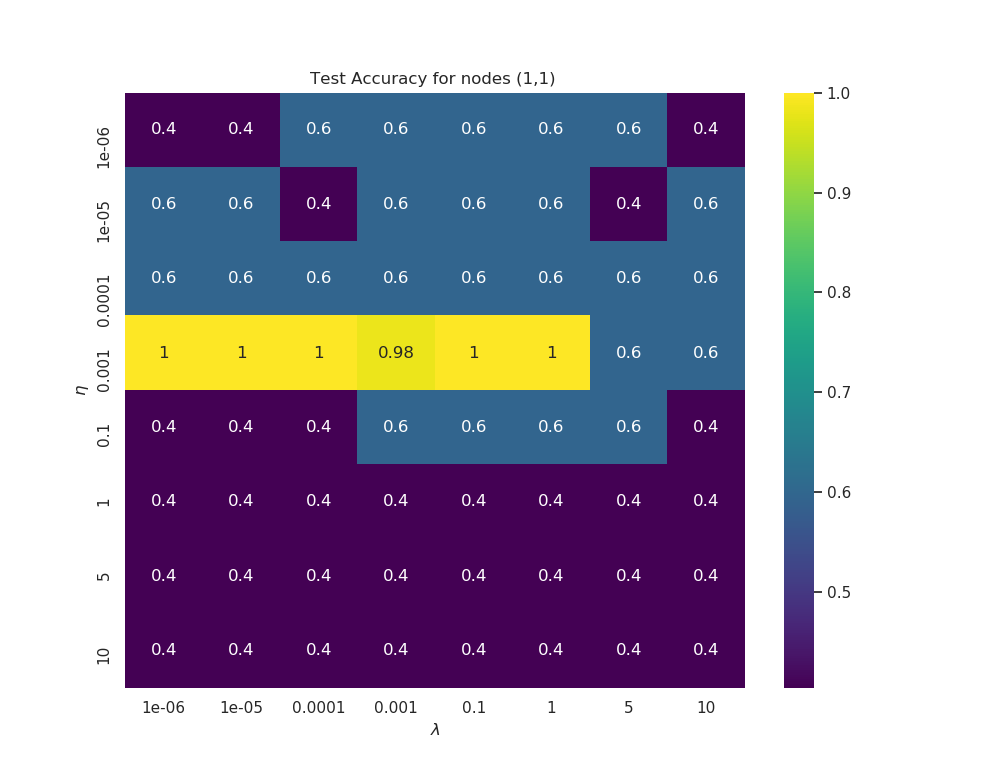 Test Accuracy for nodes (1,1)
1e-06 0.4 0.4 0.6 0.6 0.6 0.6 0.6 0.4
1e-05 0.6 0.6 0.4 0.6 0.6 0.6 0.4 0.6
0.0001 0.6 0.6 0.6 0.6 0.6 0.6 0.6 0.6
0.001 1 1 1 0.98 1 1 0.6 0.6
η
0.1 0.4 0.4 0.4 0.6 0.6 0.6 0.6 0.4
1 0.4 0.4 0.4 0.4 0.4 0.4 0.4 0.4
5 0.4 0.4 0.4 0.4 0.4 0.4 0.4 0.4
10 0.4 0.4 0.4 0.4 0.4 0.4 0.4 0.4
1e-06 1e-05 0.0001 0.001 0.1 1 5 10
λ
1.0
0.9
0.8
0.7
0.6
0.5